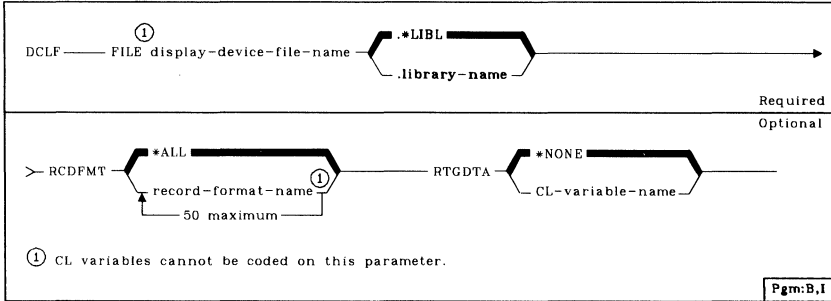 ①
.*LIBL
DCLF FILE display-device-file-name
.library-name
Required
Optional
*ALL *NONE
RCDFMT RTGDTA
record-format-name ① CL-variable-name
50 maximum
① CL variables cannot be coded on this parameter.
Pgm:B,I